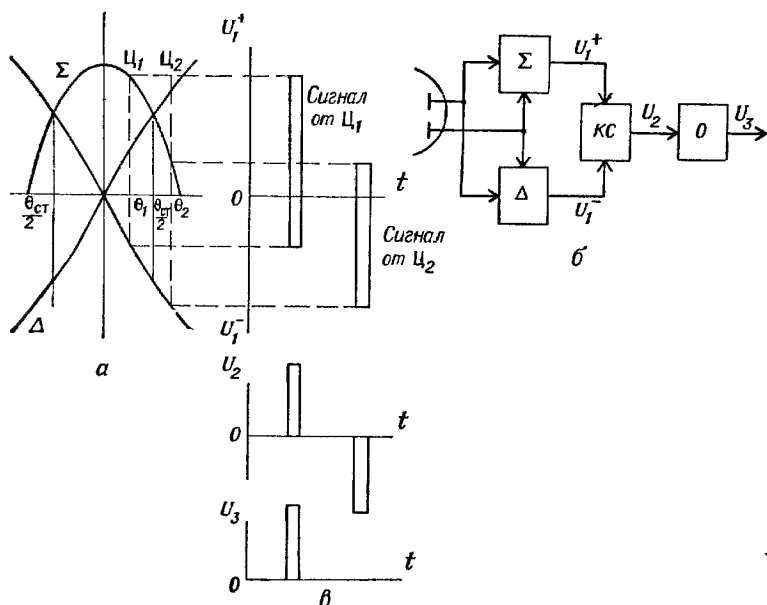 Σ
Ц₁
Ц₂
U₁⁺
Сигнал
от Ц₁
0
t
Сигнал
от Ц₂
U₁⁻
θст/2
θ₁
θст/2
θ₂
Δ
а
Σ
U₁⁺
КС
U₂
О
U₃
Δ
U₁⁻
б
U₂
0
t
U₃
0
t
в